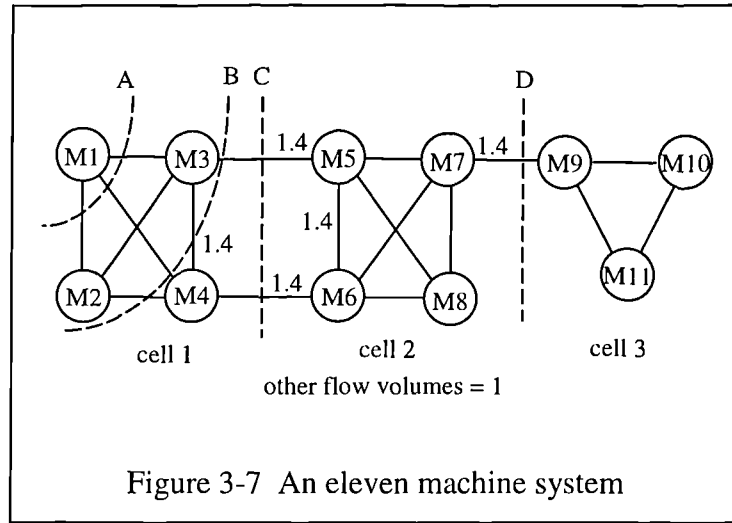 A B C D
M1 M3 1.4 M5 M7 1.4 M9 M10
1.4 1.4
M2 M4 1.4 M6 M8 M11
cell 1 cell 2 cell 3
other flow volumes = 1
Figure 3-7 An eleven machine system